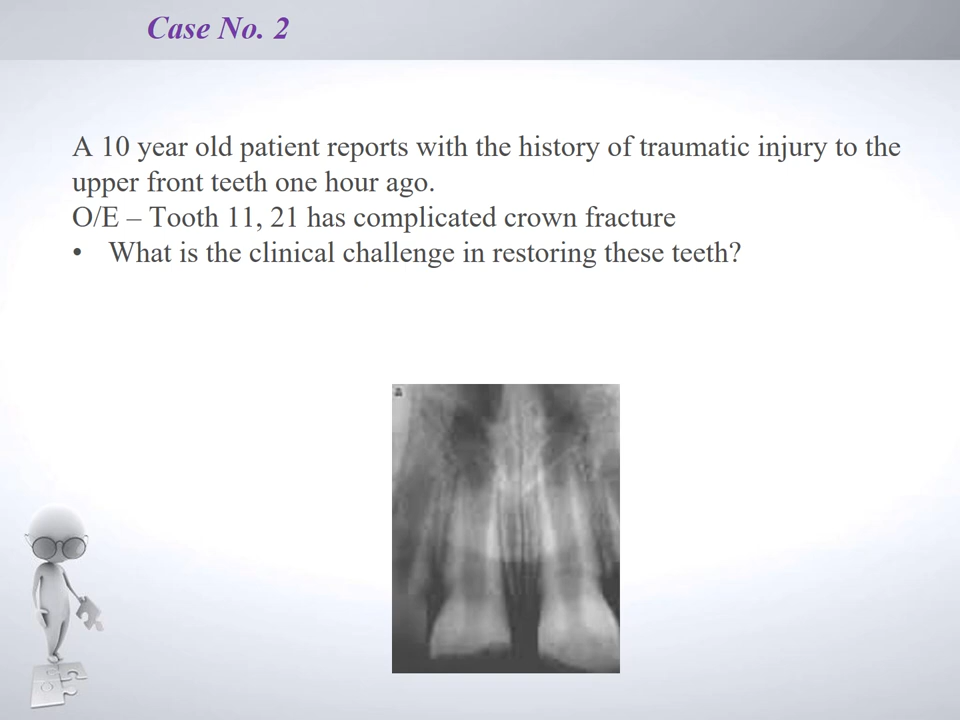 Case No. 2
A 10 year old patient reports with the history of traumatic injury to the
upper front teeth one hour ago.
O/E – Tooth 11, 21 has complicated crown fracture
• What is the clinical challenge in restoring these teeth?